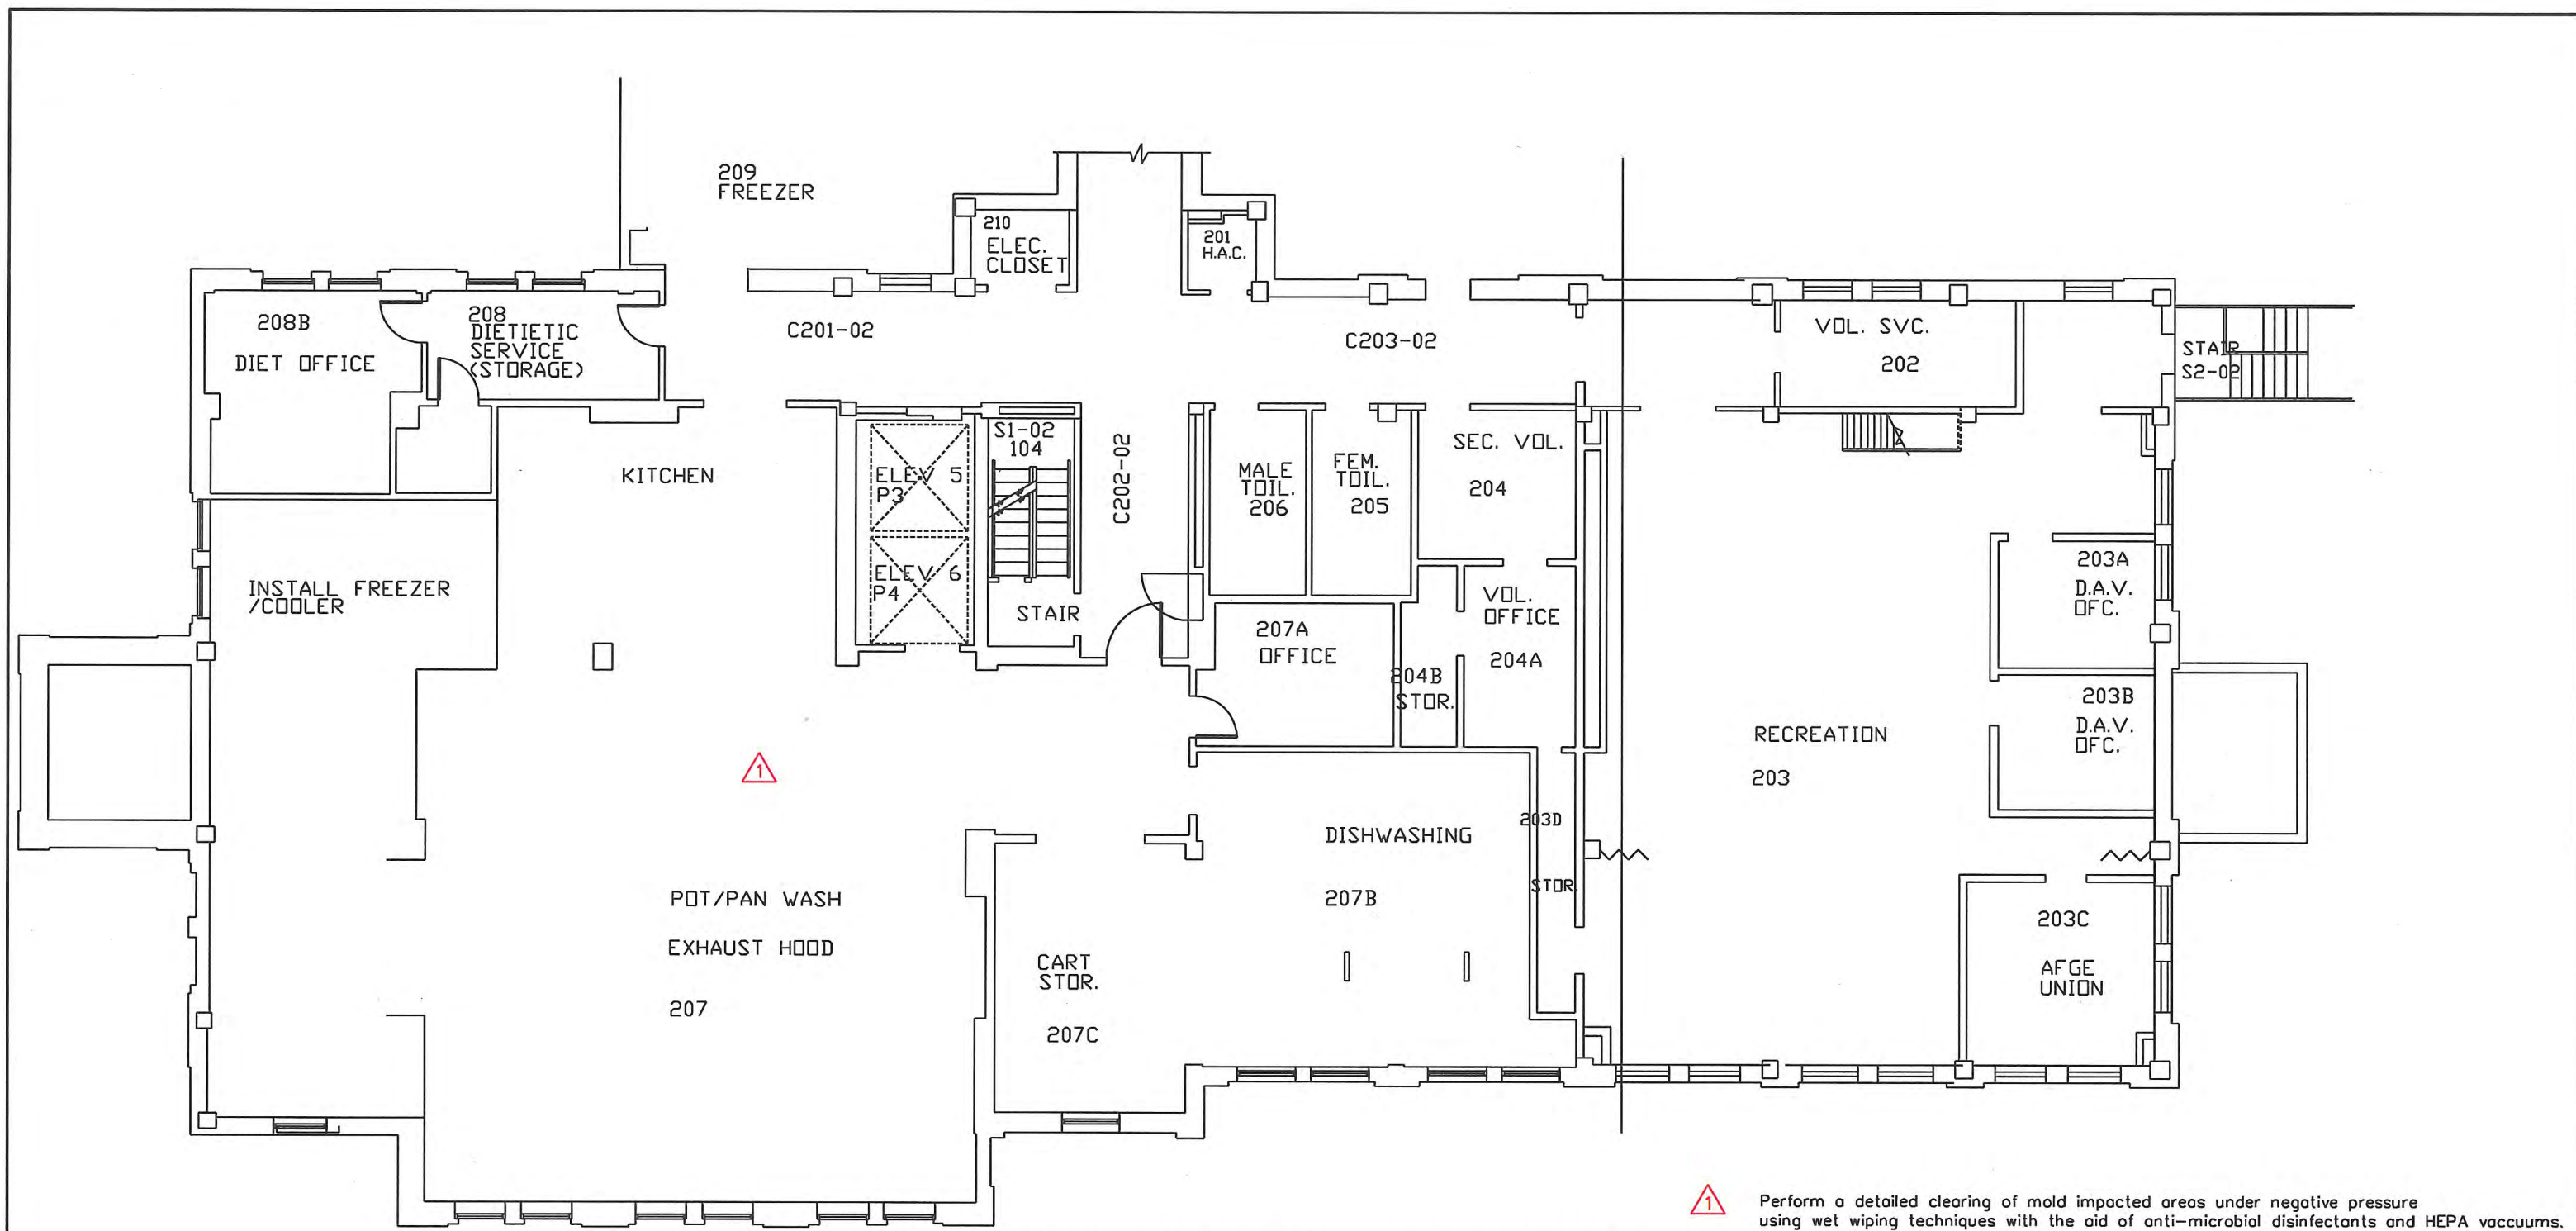 209
FREEZER
210
ELEC.
CLOSET
201
H.A.C.
208B
DIET OFFICE
208
DIETIETIC
SERVICE
(STORAGE)
C201-02
C203-02
VOL. SVC.
202
STAIR
S2-02
KITCHEN
ELEV 5
P3
ELEV 6
P4
S1-02
104
STAIR
C202-02
MALE
TOIL.
206
FEM.
TOIL.
205
SEC. VOL.
204
INSTALL FREEZER
/COOLER
207A
OFFICE
204B
STOR.
VOL.
OFFICE
204A
203A
D.A.V.
OFC.
203B
D.A.V.
OFC.
RECREATION
203
1
DISHWASHING
207B
203D
STOR.
POT/PAN WASH
EXHAUST HOOD
207
CART
STOR.
207C
203C
AFGE
UNION
1
Perform a detailed clearing of mold impacted areas under negative pressure
using wet wiping techniques with the aid of anti-microbial disinfectants and HEPA vaccuums.